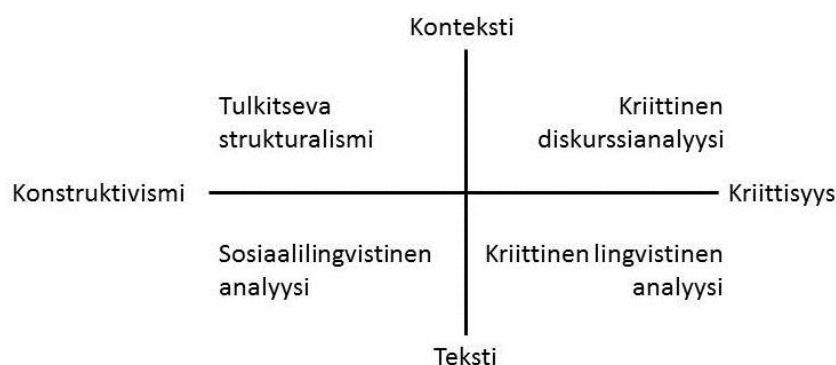 Konteksti
Tulkitseva
strukturalismi
Kriittinen
diskurssianalyysi
Konstruktivismi
Kriittisyys
Sosiaalilingvistinen
analyysi
Kriittinen lingvistinen
analyysi
Teksti